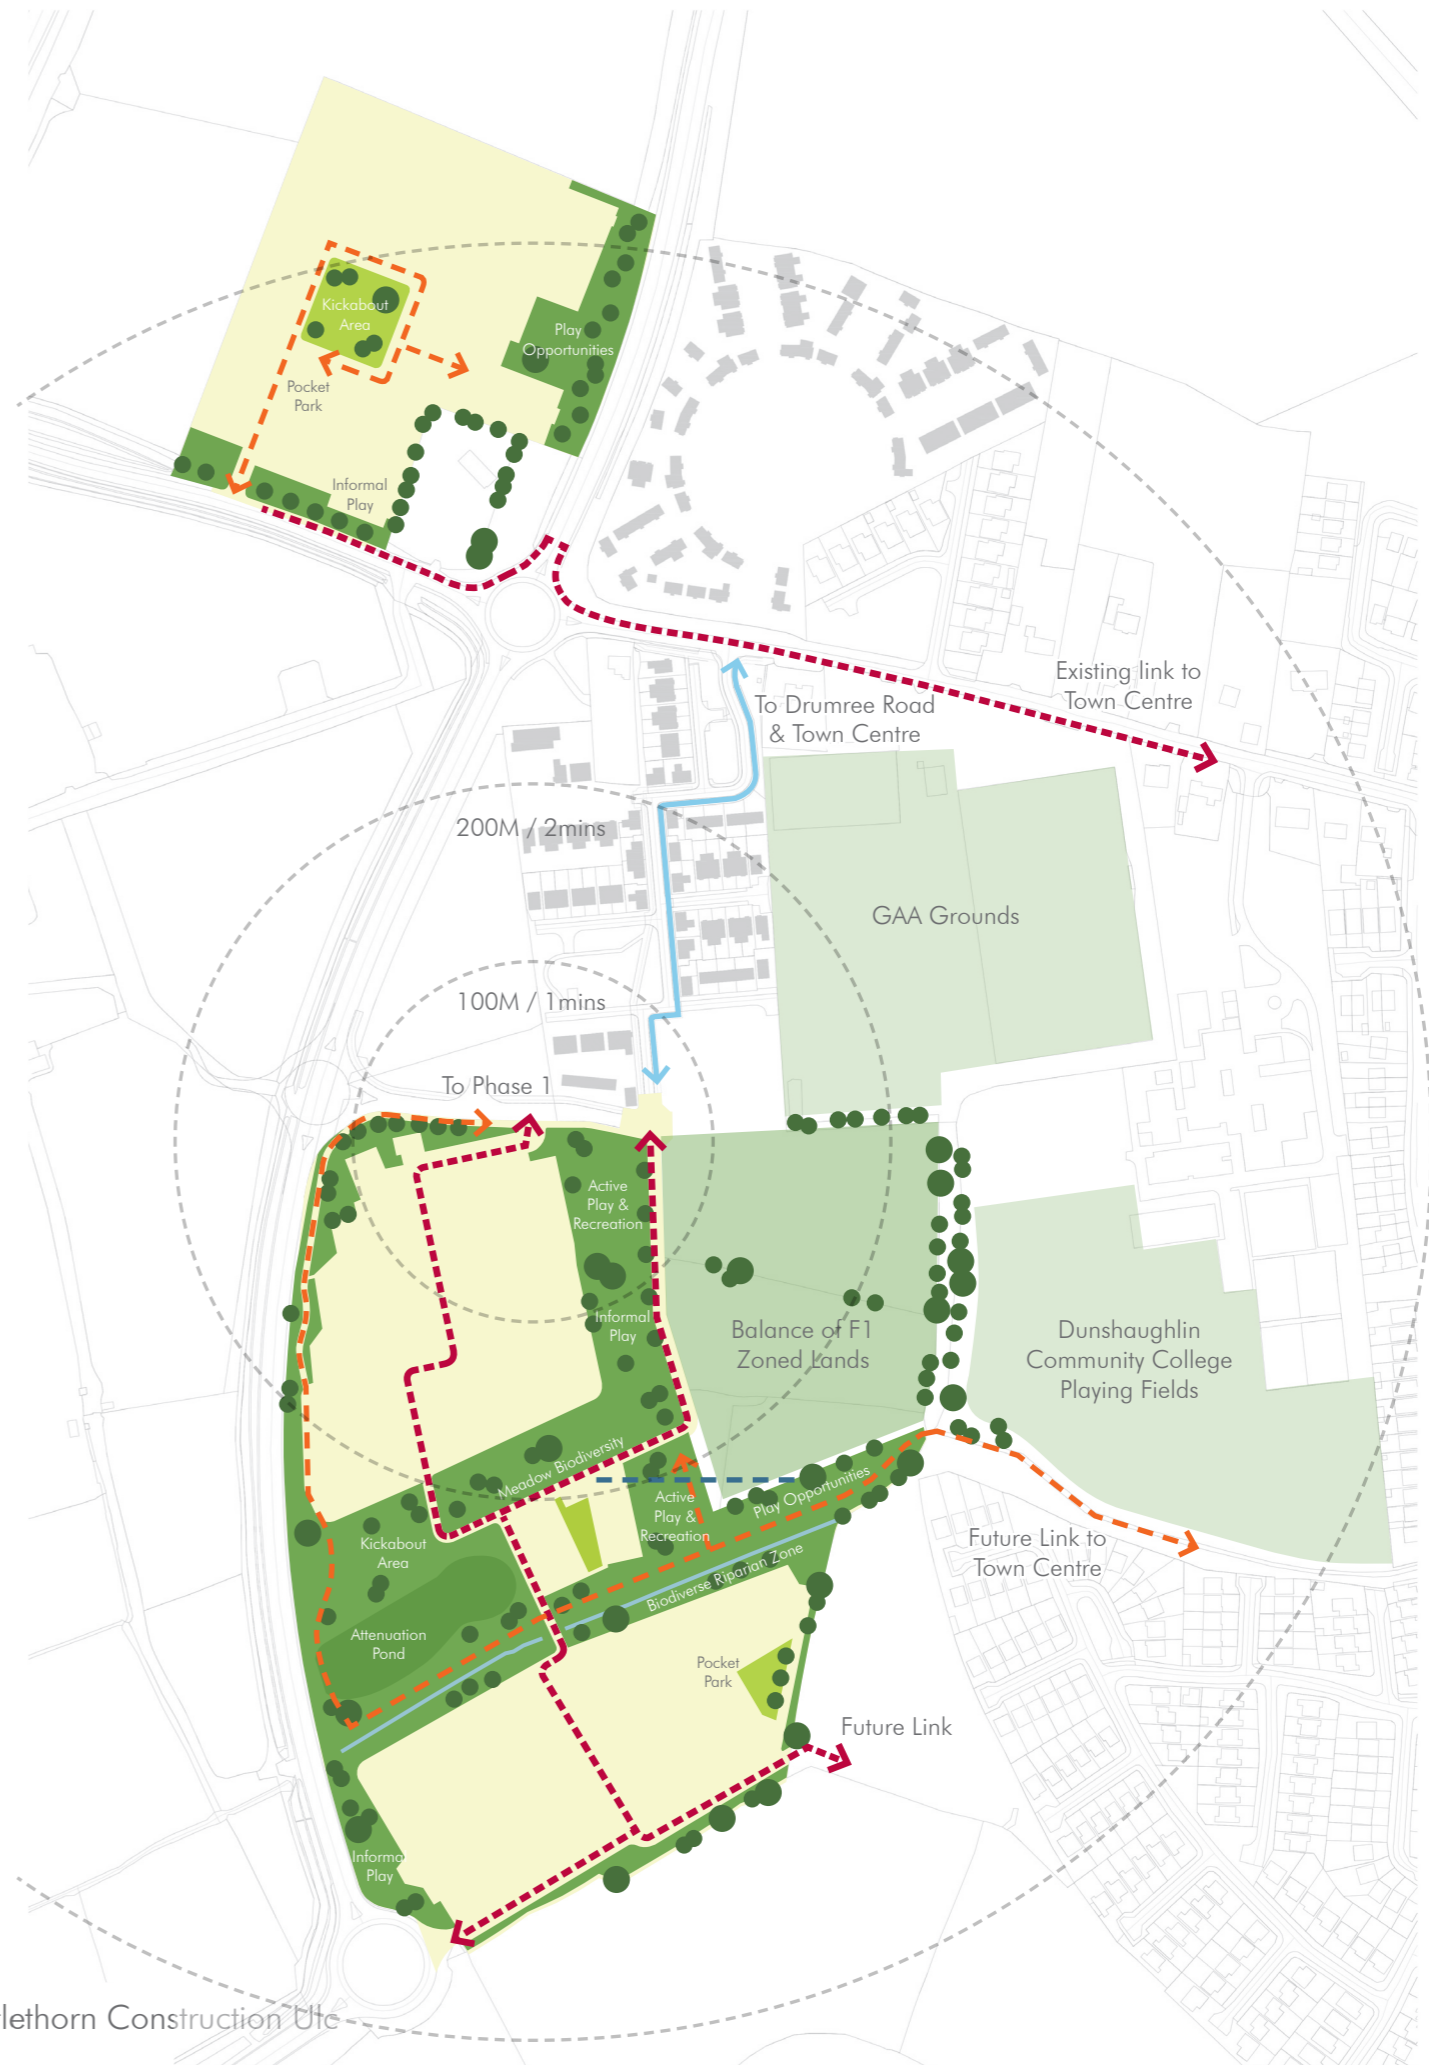 Kickabout
Area
Play
Opportunities
Pocket
Park
Informal
Play
Existing link to
Town Centre
To Drumree Road
& Town Centre
200M / 2mins
GAA Grounds
100M / 1mins
To Phase 1
Active
Play &
Recreation
Informal
Play
Balance of F1
Zoned Lands
Dunshaughlin
Community College
Playing Fields
Meadow Biodiversity
Play Opportunities
Active
Play &
Recreation
Kickabout
Area
Future Link to
Town Centre
Biodiverse Riparian Zone
Attenuation
Pond
Pocket
Park
Future Link
Informa
Play
lethorn Construction Ulc